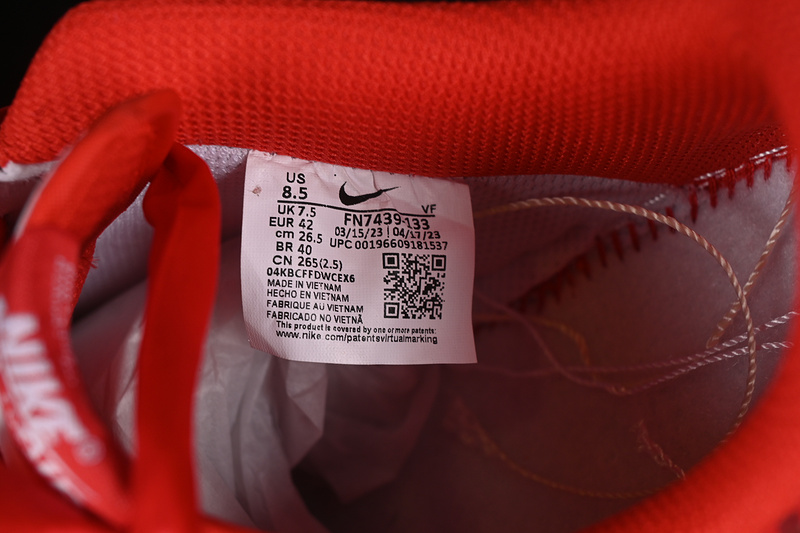 US
8.5
UK 7.5
VF
EUR 42
FN7439-133
cm 26.5
03/15/23 | 04/17/23
BR 40
UPC 00196609181537
CN 265(2.5)
04KBCFFDWCEX6
MADE IN VIETNAM
HECHO EN VIETNAM
FABRIQUE AU VIETNAM
FABRICADO NO VIETNÃ
This product is covered by one or more patents:
www.nike.com/patentsvirtualmarking
NIKE